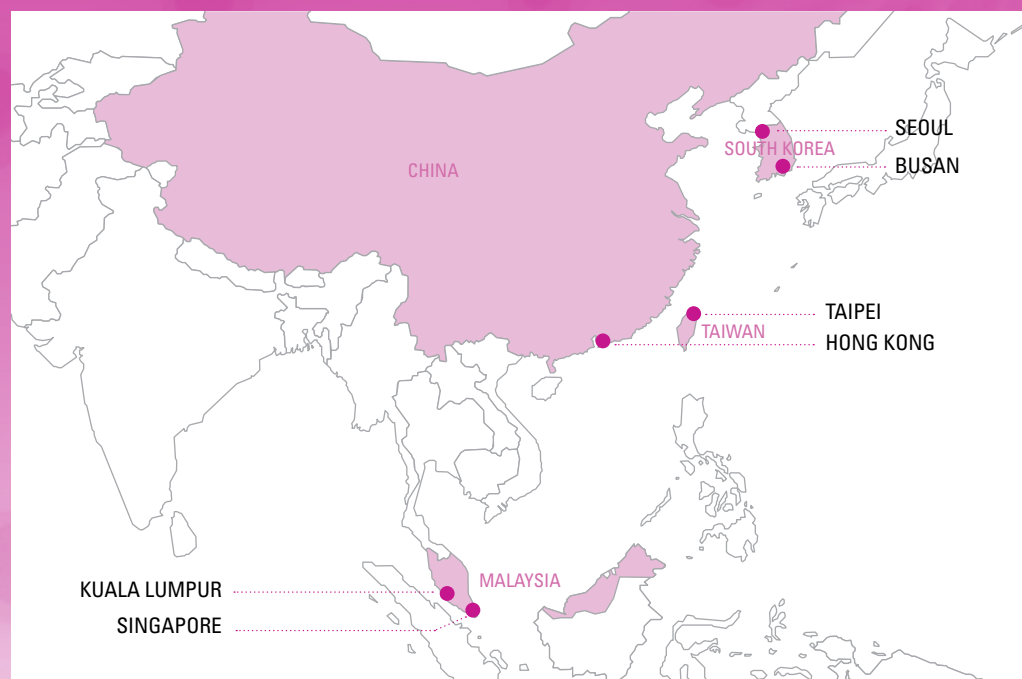 SEOUL
SOUTH KOREA
BUSAN
CHINA
TAIPEI
TAIWAN
HONG KONG
MALAYSIA
KUALA LUMPUR
SINGAPORE